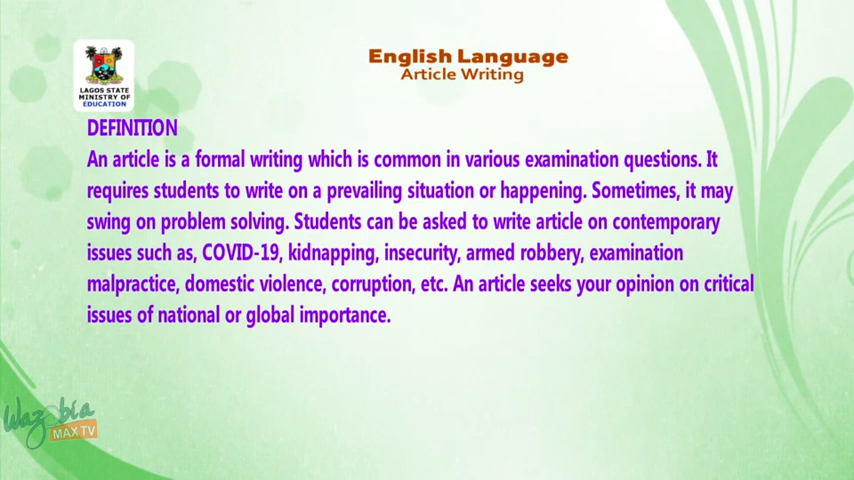 English Language
Article Writing
LAGOS STATE
MINISTRY OF
EDUCATION
DEFINITION
An article is a formal writing which is common in various examination questions. It
requires students to write on a prevailing situation or happening. Sometimes, it may
swing on problem solving. Students can be asked to write article on contemporary
issues such as, COVID-19, kidnapping, insecurity, armed robbery, examination
malpractice, domestic violence, corruption, etc. An article seeks your opinion on critical
issues of national or global importance.
Wazobia
MAX TV